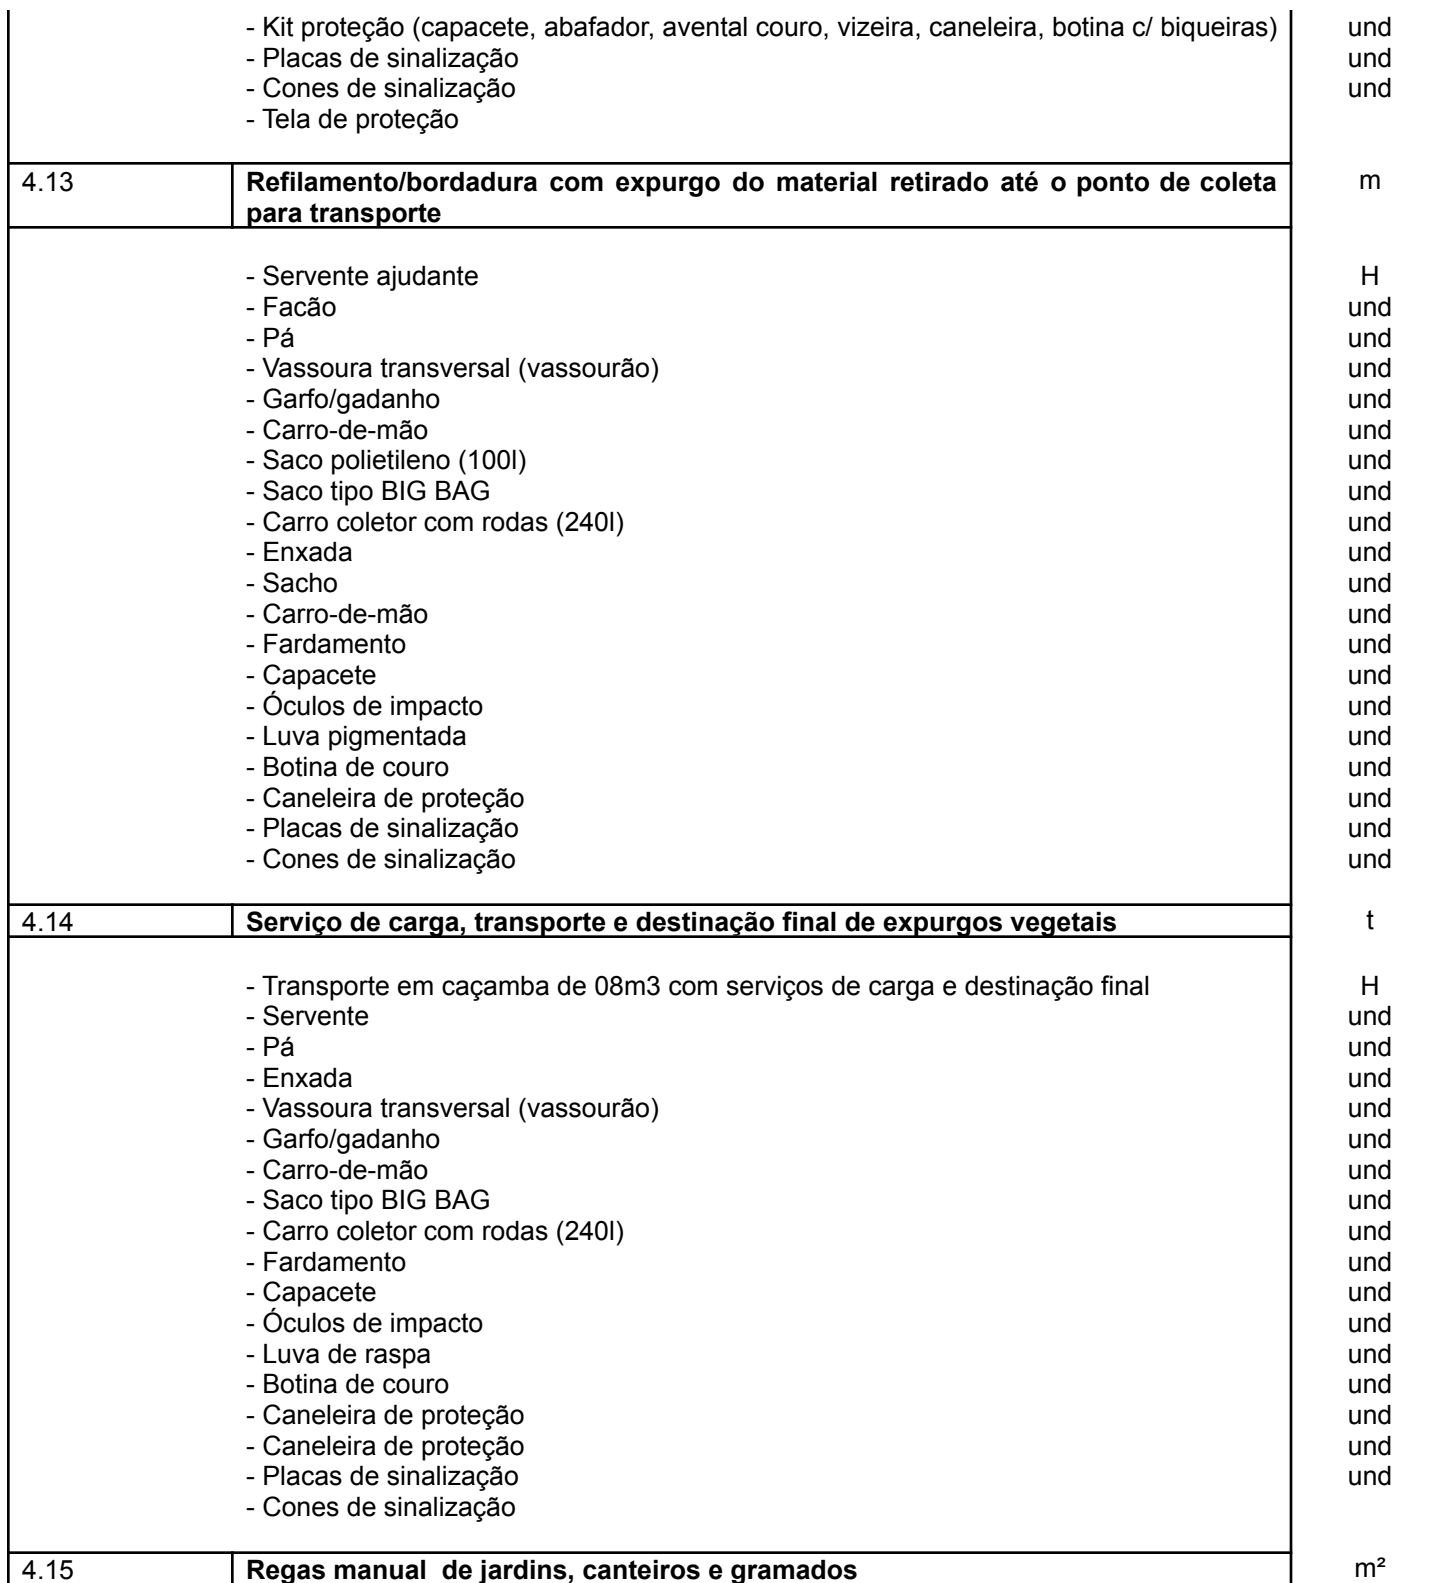 - Kit proteção (capacete, abafador, avental couro, vizeira, caneleira, botina c/ biqueiras) und
- Placas de sinalização und
- Cones de sinalização und
- Tela de proteção
4.13 Refilamento/bordadura com expurgo do material retirado até o ponto de coleta m
para transporte
- Servente ajudante H
- Facão und
- Pá und
- Vassoura transversal (vassourão) und
- Garfo/gadanho und
- Carro-de-mão und
- Saco polietileno (100l) und
- Saco tipo BIG BAG und
- Carro coletor com rodas (240l) und
- Enxada und
- Sacho und
- Carro-de-mão und
- Fardamento und
- Capacete und
- Óculos de impacto und
- Luva pigmentada und
- Botina de couro und
- Caneleira de proteção und
- Placas de sinalização und
- Cones de sinalização und
4.14 Serviço de carga, transporte e destinação final de expurgos vegetais t
- Transporte em caçamba de 08m3 com serviços de carga e destinação final H
- Servente und
- Pá und
- Enxada und
- Vassoura transversal (vassourão) und
- Garfo/gadanho und
- Carro-de-mão und
- Saco tipo BIG BAG und
- Carro coletor com rodas (240l) und
- Fardamento und
- Capacete und
- Óculos de impacto und
- Luva de raspa und
- Botina de couro und
- Caneleira de proteção und
- Caneleira de proteção und
- Placas de sinalização und
- Cones de sinalização
4.15 Regas manual de jardins, canteiros e gramados m²